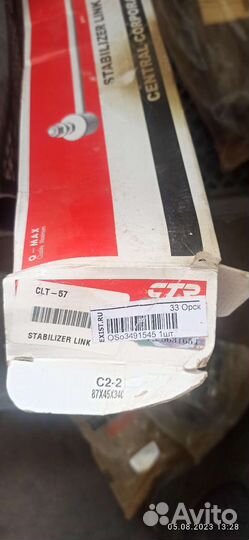 STABILIZER LINK
CENTRAL CORPORA
Q-MAX
CTR
CLT-57
STABILIZER LINK
EXIST.RU
33 Орск
OSo3491545 1шт.
C2-2
87X45X340
Avito
05.08.2023 13:28